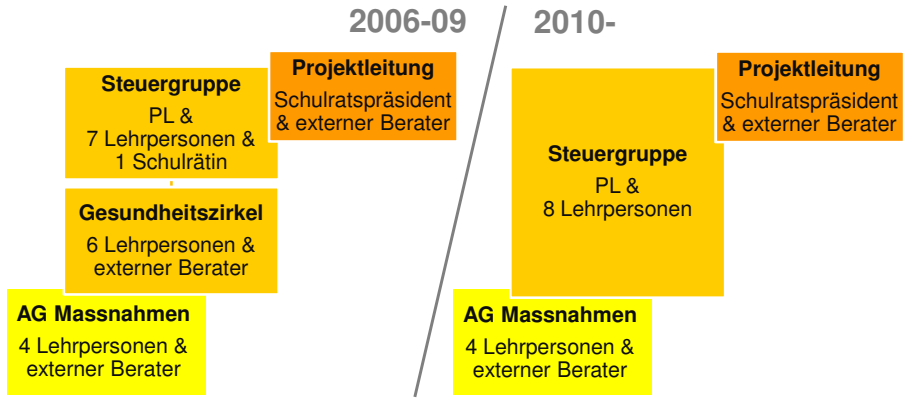 2006-09
Projektleitung
Schulratspräsident
& externer Berater
Steuergruppe
PL &
7 Lehrpersonen &
1 Schulrätin
Gesundheitszirkel
6 Lehrpersonen &
externer Berater
AG Massnahmen
4 Lehrpersonen &
externer Berater
2010-
Projektleitung
Schulratspräsident
& externer Berater
Steuergruppe
PL &
8 Lehrpersonen
AG Massnahmen
4 Lehrpersonen &
externer Berater